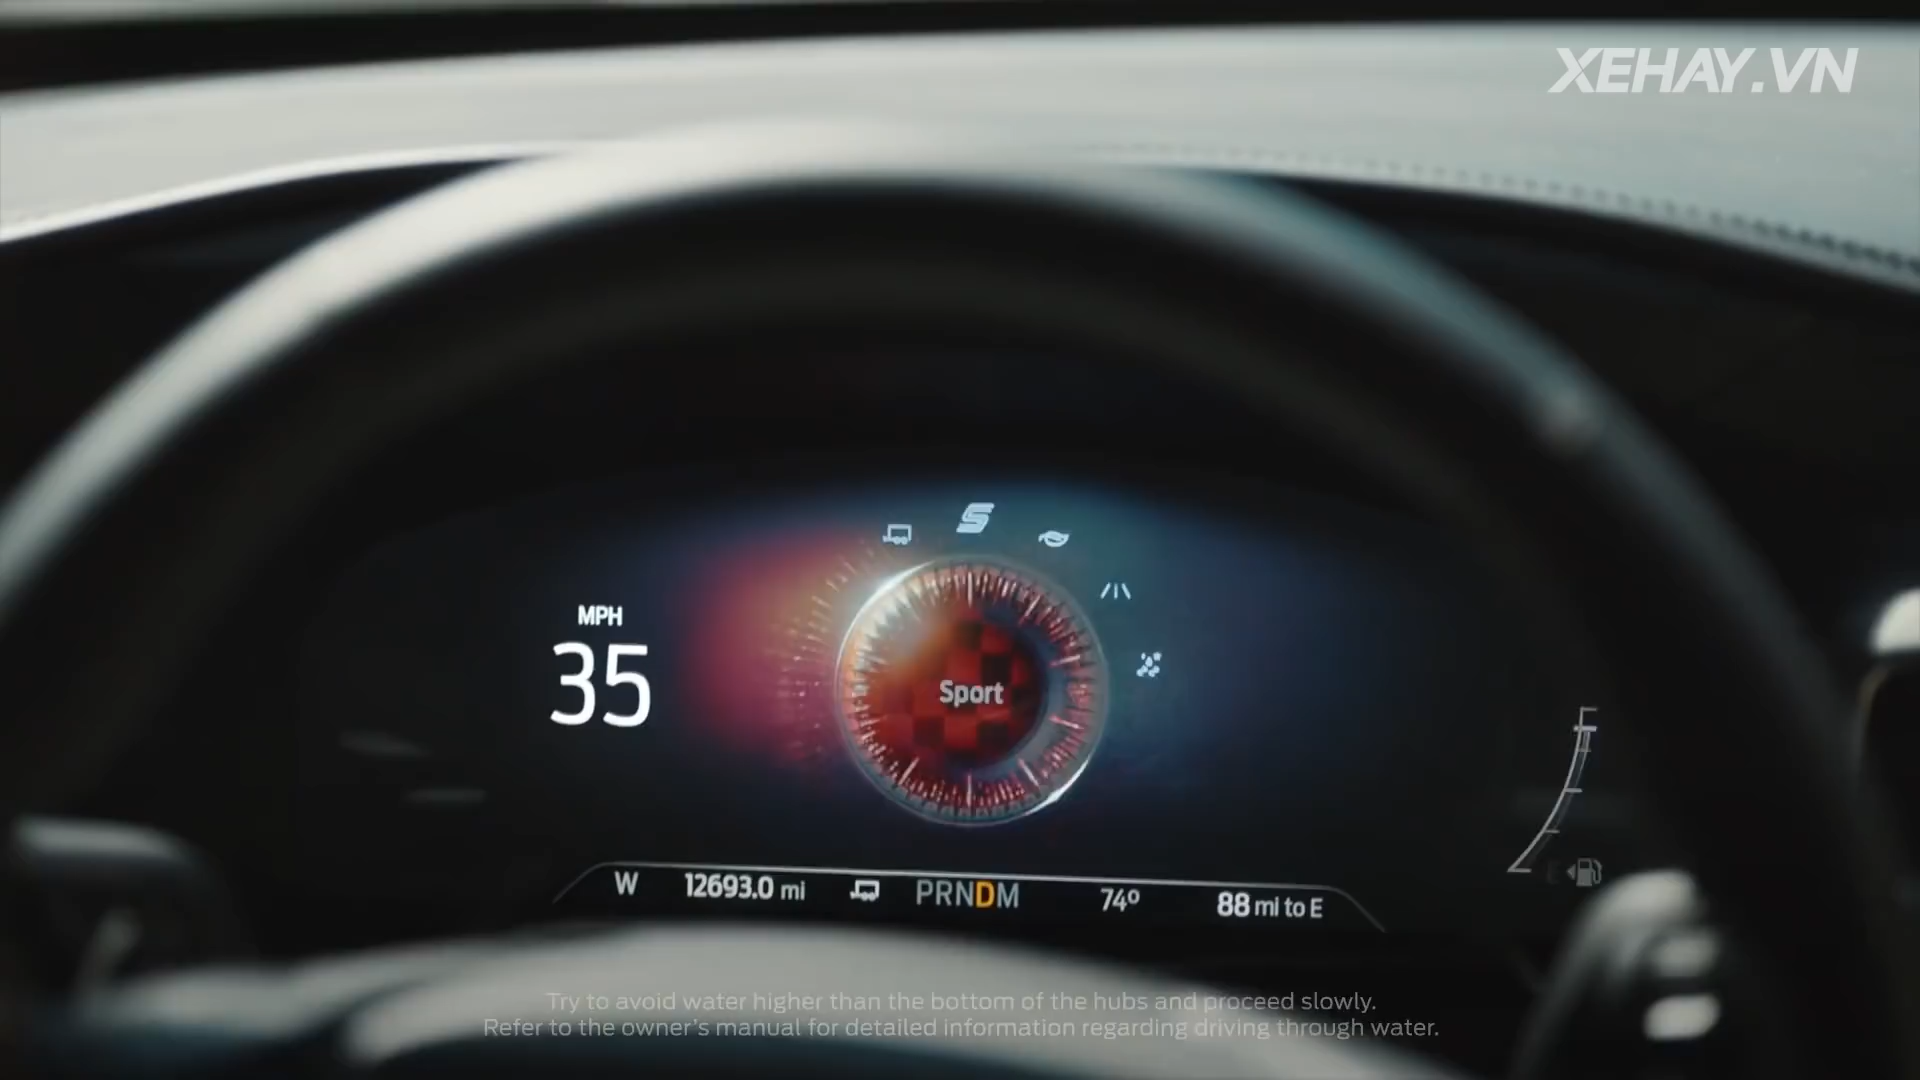 XEHAY.VN
S
MPH
35
Sport
F
W 12693.0 mi PRNDM 74º 88 mi to E
Try to avoid water higher than the bottom of the hubs and proceed slowly.
Refer to the owner's manual for detailed information regarding driving through water.